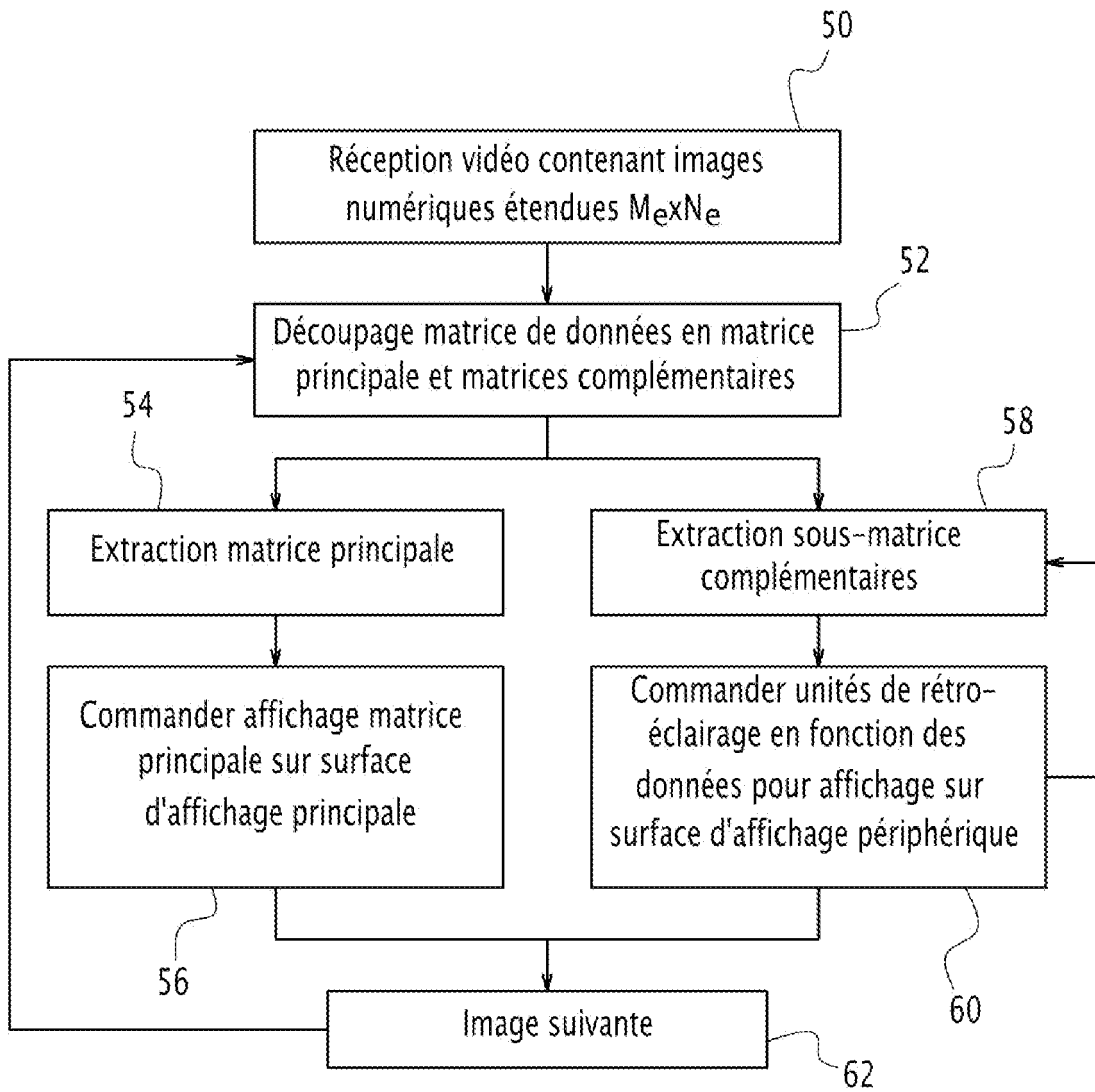 50
Réception vidéo contenant images
numériques étendues MexNe
52
Découpage matrice de données en matrice
principale et matrices complémentaires
54
Extraction matrice principale
58
Extraction sous-matrice
complémentaires
Commander affichage matrice
principale sur surface
d'affichage principale
56
Commander unités de rétro-
éclairage en fonction des
données pour affichage sur
surface d'affichage périphérique
60
Image suivante
62